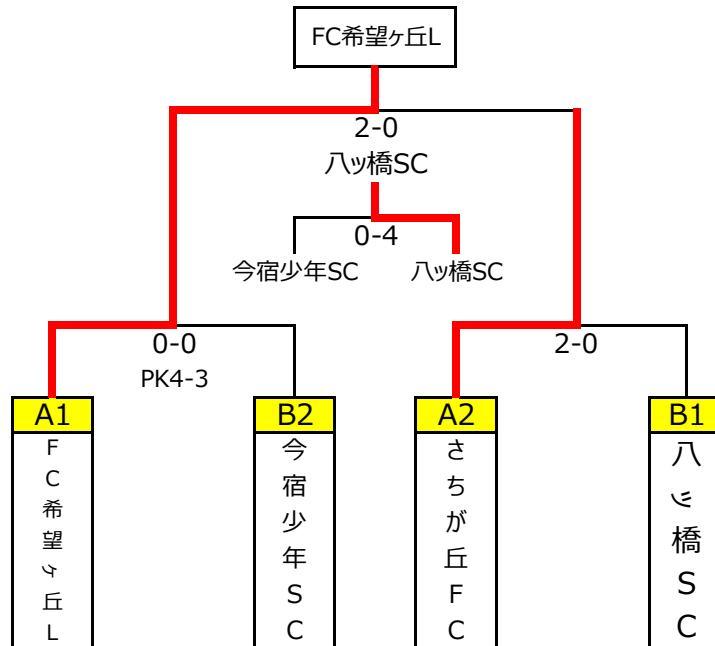 FC希望ヶ丘L
2-0
八ッ橋SC
0-4
今宿少年SC
八ッ橋SC
0-0
PK4-3
2-0
A1
FC希望ヶ丘L
B2
今宿少年SC
A2
さちが丘FC
B1
八ッ橋SC